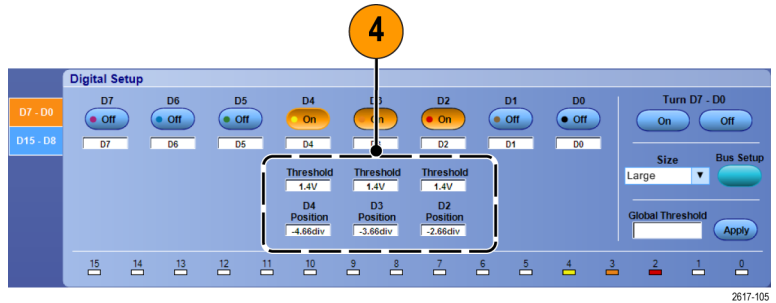 4
Digital Setup
D7 - D0
D15 - D8
D7 D6 D5 D4 D3 D2 D1 D0
Off Off Off On On On Off Off
D7 D6 D5 D4 D2 D1 D0
Threshold Threshold Threshold
1.4V 1.4V 1.4V
D4 Position D3 Position D2 Position
-4.66div -3.66div -2.66div
Turn D7 - D0
On Off
Size
Large
Bus Setup
Global Threshold
Apply
15 14 13 12 11 10 9 8 7 6 5 4 3 2 1 0
2617-105